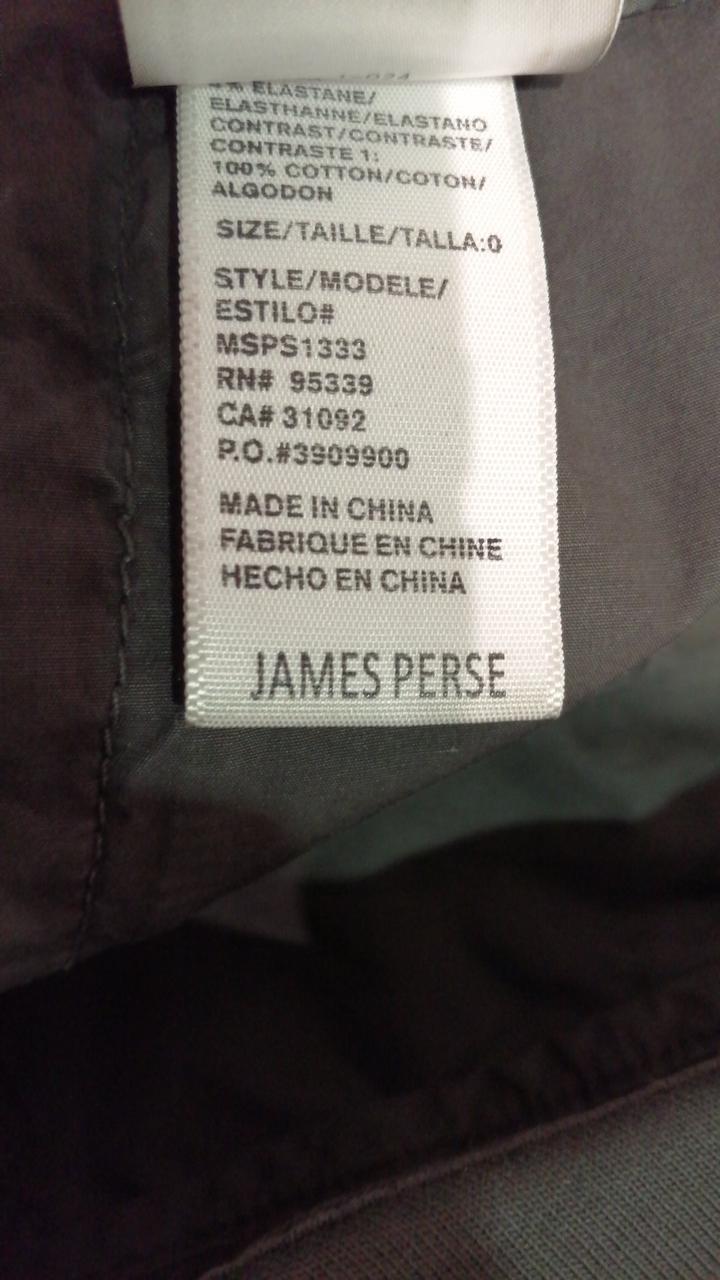 % ELASTANE/
ELASTHANNE/ELASTANO
CONTRAST/CONTRASTE/
CONTRASTE 1:
100% COTTON/COTON/
ALGODON
SIZE/TAILLE/TALLA:0
STYLE/MODELE/
ESTILO#
MSPS1333
RN# 95339
CA# 31092
P.O.#3909900
MADE IN CHINA
FABRIQUE EN CHINE
HECHO EN CHINA
JAMES PERSE